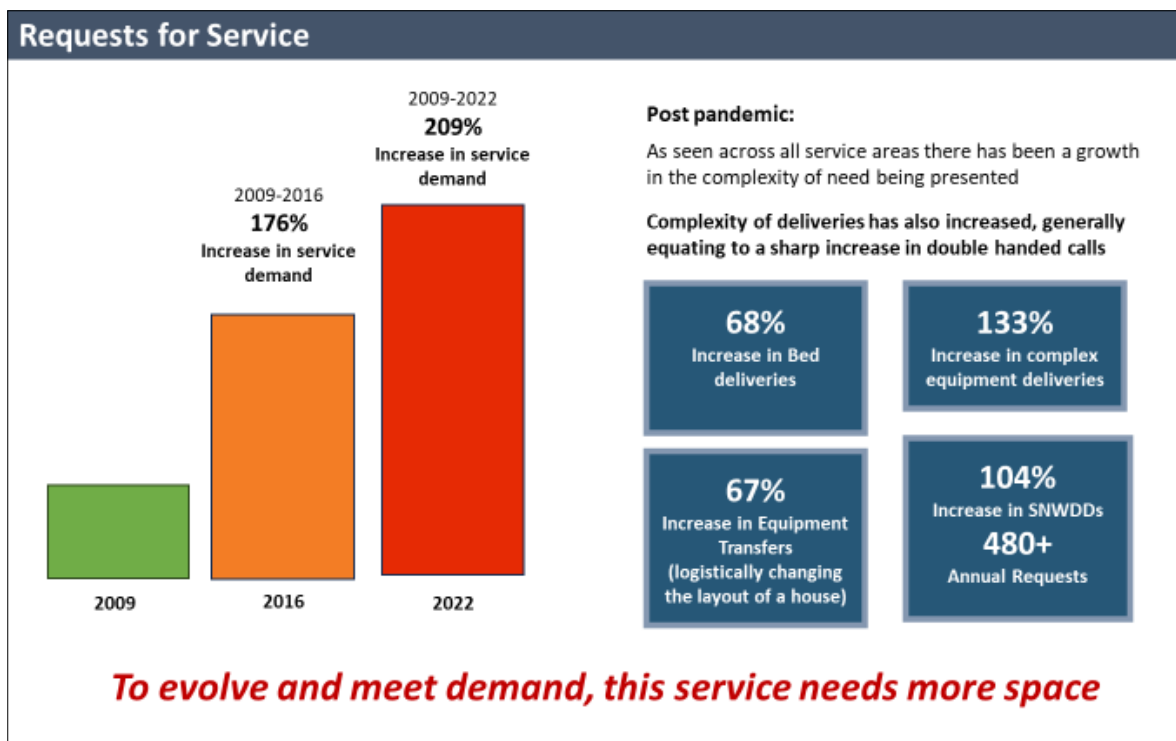 Requests for Service
2009-2022
209%
Increase in service
demand
2009-2016
176%
Increase in service
demand
2009
2016
2022
Post pandemic:
As seen across all service areas there has been a growth
in the complexity of need being presented
Complexity of deliveries has also increased, generally
equating to a sharp increase in double handed calls
68%
Increase in Bed
deliveries
133%
Increase in complex
equipment deliveries
67%
Increase in Equipment
Transfers
(logistically changing
the layout of a house)
104%
Increase in SNWDDs
480+
Annual Requests
To evolve and meet demand, this service needs more space